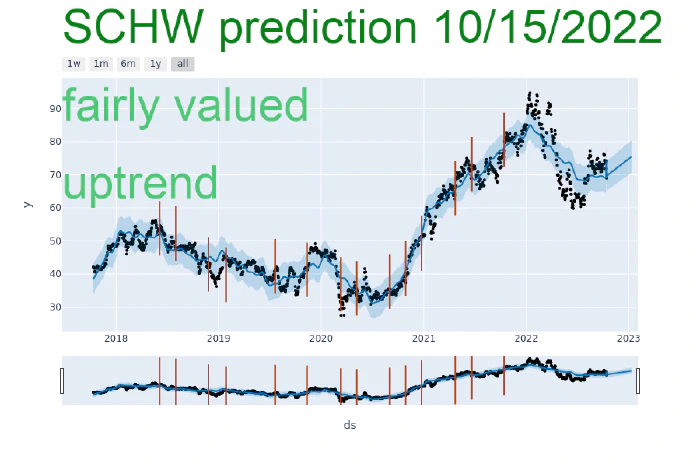 SCHW prediction 10/15/2022
1w 1m 6m 1y all
fairly valued
uptrend
90
80
70
60
50
40
30
y
2018 2019 2020 2021 2022 2023
ds